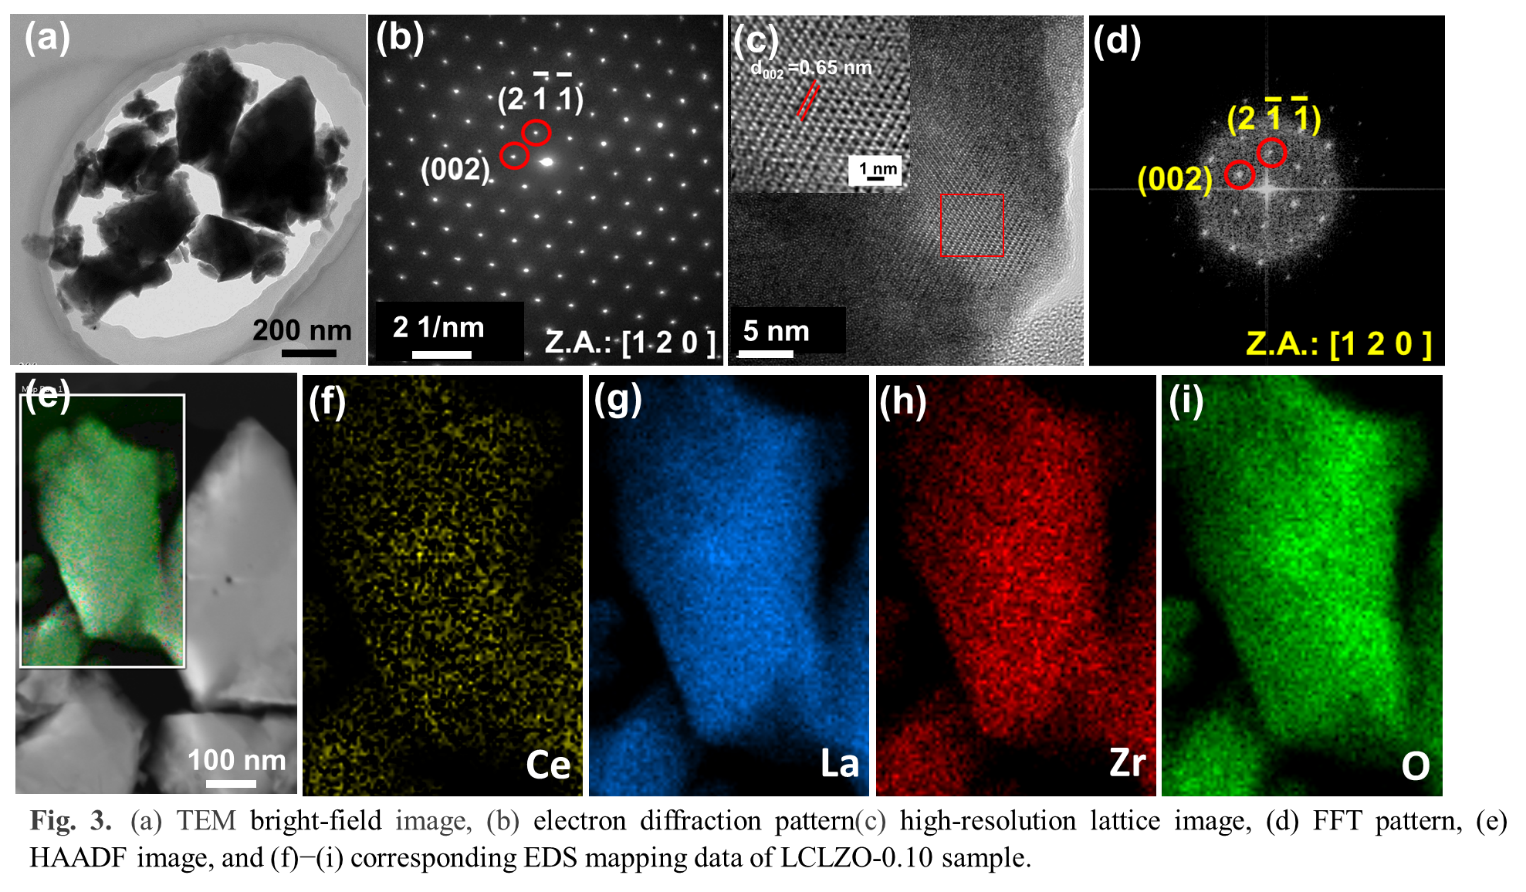 (a)
200 nm
(b)
(2 1̅ 1̅)
(002)
2 1/nm
Z.A.: [1 2 0 ]
(c)
d₀₀₂ =0.65 nm
1 nm
5 nm
(d)
(2 1̅ 1̅)
(002)
Z.A.: [1 2 0 ]
(e)
100 nm
(f)
Ce
(g)
La
(h)
Zr
(i)
O
Fig. 3. (a) TEM bright-field image, (b) electron diffraction pattern(c) high-resolution lattice image, (d) FFT pattern, (e)
HAADF image, and (f)−(i) corresponding EDS mapping data of LCLZO-0.10 sample.